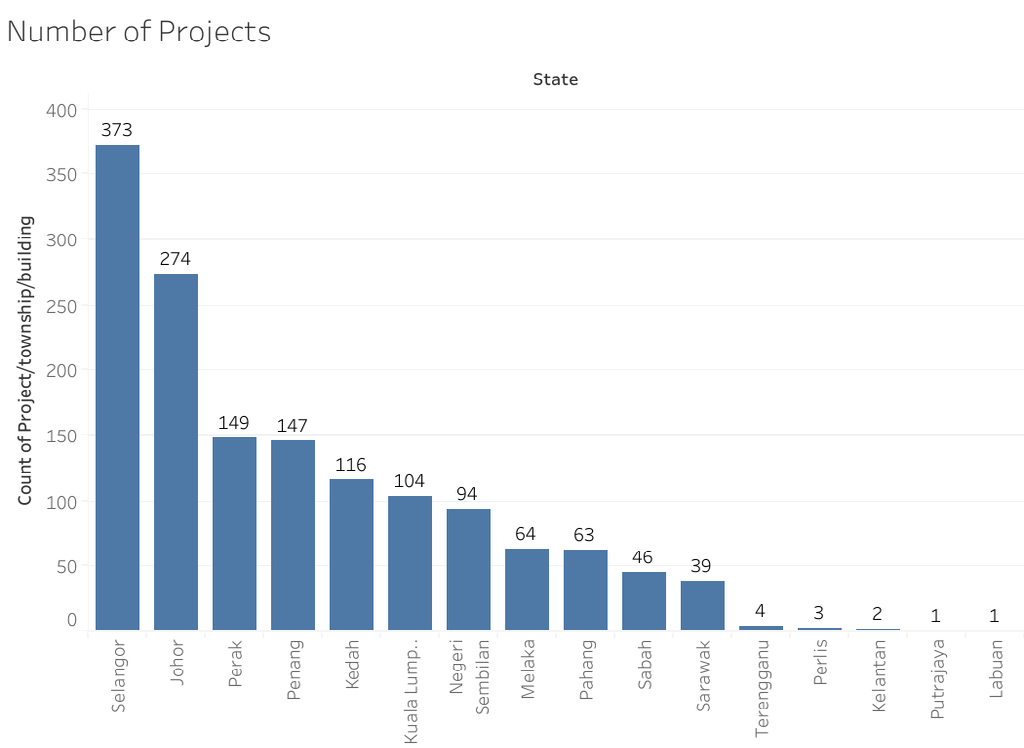 Number of Projects
State
Count of Project/township/building
400
350
300
250
200
150
100
50
0
373
274
149
147
116
104
94
64
63
46
39
4
3
2
1
1
Selangor
Johor
Perak
Penang
Kedah
Kuala Lump..
Negeri
Sembilan
Melaka
Pahang
Sabah
Sarawak
Terengganu
Perlis
Kelantan
Putrajaya
Labuan